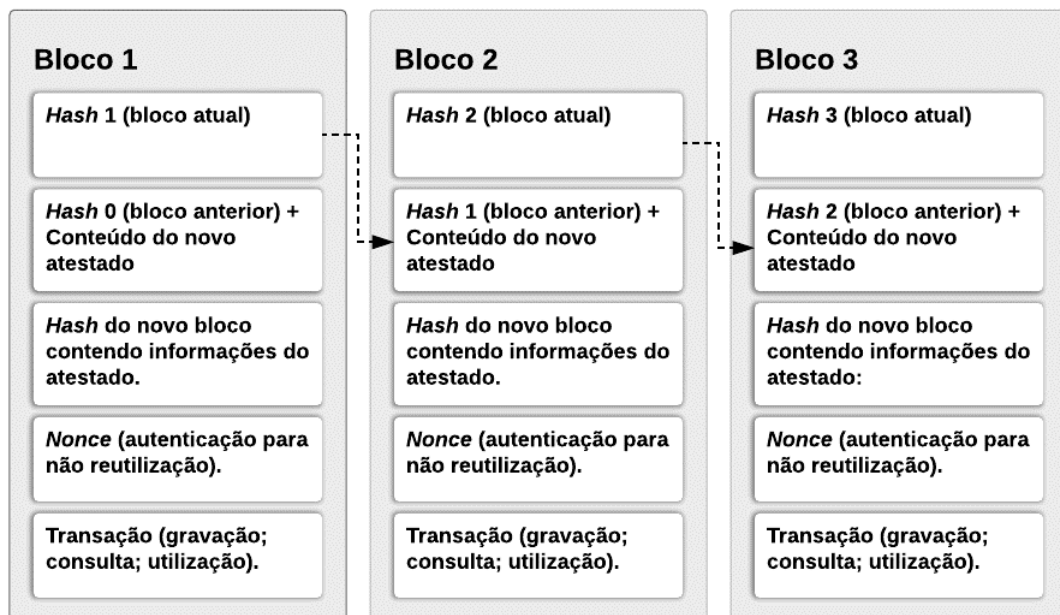 Bloco 1
Hash 1 (bloco atual)
Hash 0 (bloco anterior) +
Conteúdo do novo
atestado
Hash do novo bloco
contendo informações do
atestado.
Nonce (autenticação para
não reutilização).
Transação (gravação;
consulta; utilização).
Bloco 2
Hash 2 (bloco atual)
Hash 1 (bloco anterior) +
Conteúdo do novo
atestado
Hash do novo bloco
contendo informações do
atestado.
Nonce (autenticação para
não reutilização).
Transação (gravação;
consulta; utilização).
Bloco 3
Hash 3 (bloco atual)
Hash 2 (bloco anterior) +
Conteúdo do novo
atestado
Hash do novo bloco
contendo informações do
atestado:
Nonce (autenticação para
não reutilização).
Transação (gravação;
consulta; utilização).